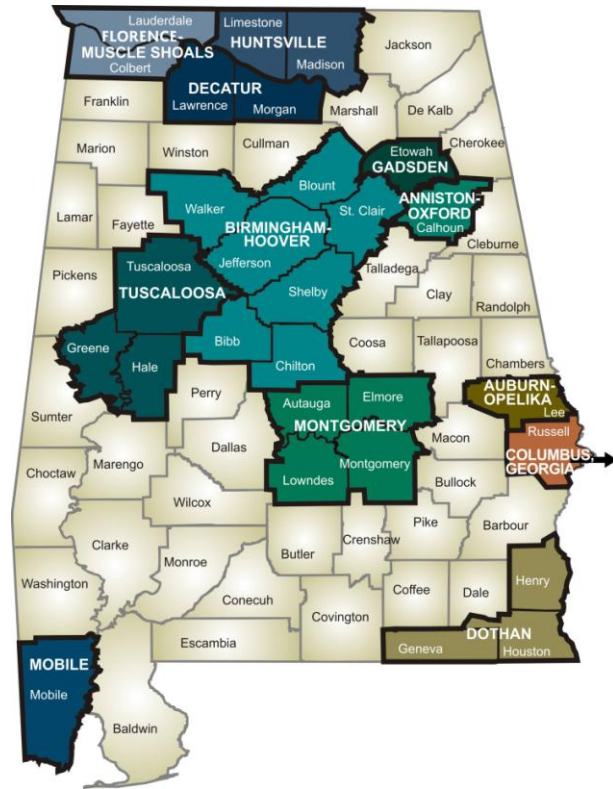 Lauderdale
FLORENCE-
MUSCLE SHOALS
Colbert
Limestone
HUNTSVILLE
Madison
Jackson
DECATUR
Lawrence
Morgan
Franklin
Marshall
De Kalb
Marion
Winston
Cullman
Cherokee
Etowah
GADSDEN
Blount
Walker
St. Clair
ANNISTON-
OXFORD
Calhoun
Lamar
Fayette
BIRMINGHAM-
HOOVER
Jefferson
Cleburne
Pickens
Tuscaloosa
TUSCALOOSA
Shelby
Talladega
Clay
Randolph
Greene
Hale
Bibb
Chilton
Coosa
Tallapoosa
Chambers
Sumter
Perry
Autauga
Elmore
MONTGOMERY
AUBURN-
OPELIKA
Lee
Russell
COLUMBUS,
GEORGIA
Dallas
Macon
Choctaw
Marengo
Lowndes
Montgomery
Bullock
Wilcox
Clarke
Monroe
Butler
Crenshaw
Pike
Barbour
Washington
Conecuh
Covington
Coffee
Dale
Henry
Escambia
DOTHAN
Geneva
Houston
MOBILE
Mobile
Baldwin